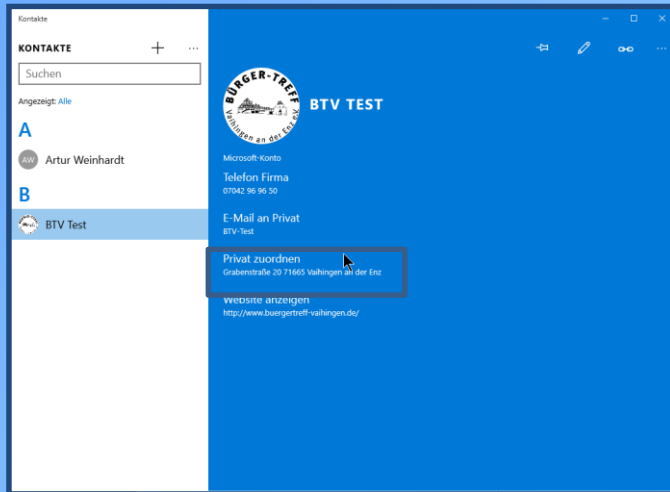 Kontakte
KONTAKTE
Suchen
Angezeigt: Alle
A
AW Artur Weinhardt
B
BTV Test
BÜRGER-TREFF
Vaihingen an der Enz e.V.
BTV TEST
Microsoft-Konto
Telefon Firma
07042 96 96 50
E-Mail an Privat
BTV-Test
Privat zuordnen
Grabenstraße 20 71665 Vaihingen an der Enz
Website anzeigen
http://www.buergertreff-vaihingen.de/